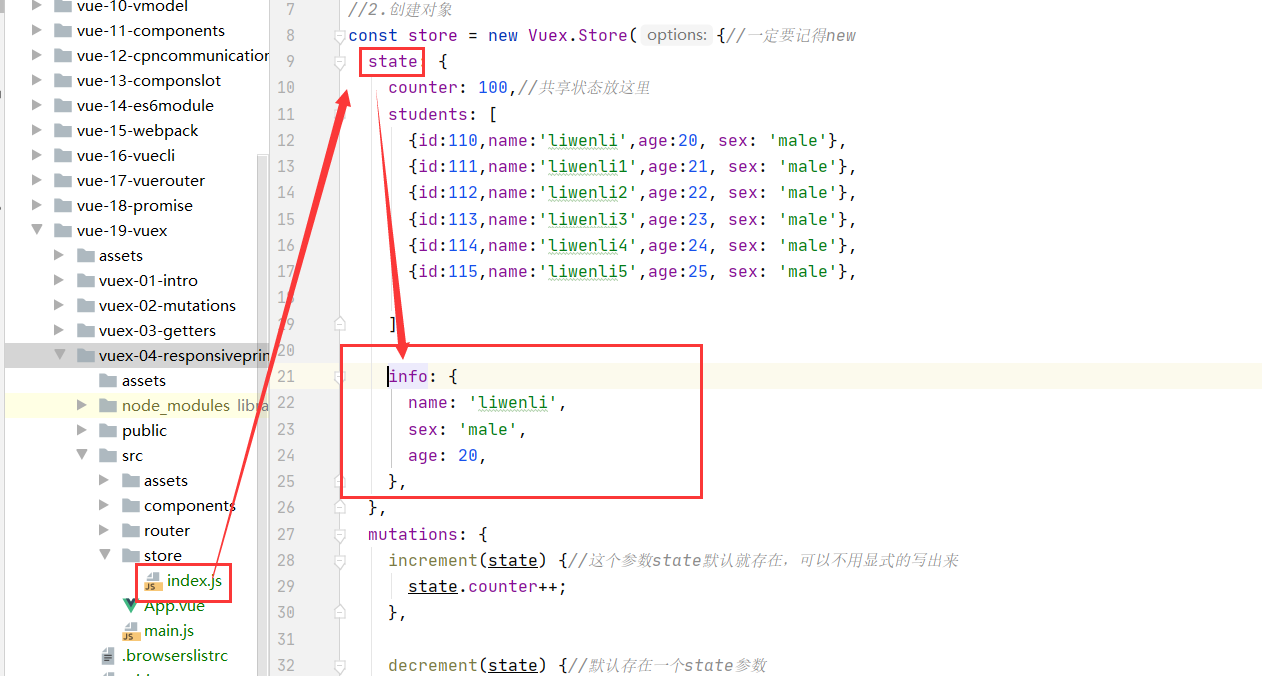 vue-10-vmodel
vue-11-components
vue-12-cpncommunication
vue-13-componslot
vue-14-es6module
vue-15-webpack
vue-16-vuecli
vue-17-vuerouter
vue-18-promise
vue-19-vuex
assets
vuex-01-intro
vuex-02-mutations
vuex-03-getters
vuex-04-responsiveprin
assets
node_modules libra
public
src
assets
components
router
store
index.js
App.vue
main.js
.browserslistrc
7 //2.创建对象
8 const store = new Vuex.Store( options: {//一定要记得new
9 state: {
10 counter: 100,//共享状态放这里
11 students: [
12 {id:110,name:'liwenli',age:20, sex: 'male'},
13 {id:111,name:'liwenli1',age:21, sex: 'male'},
14 {id:112,name:'liwenli2',age:22, sex: 'male'},
15 {id:113,name:'liwenli3',age:23, sex: 'male'},
16 {id:114,name:'liwenli4',age:24, sex: 'male'},
17 {id:115,name:'liwenli5',age:25, sex: 'male'},
18
19 ]
20
21 info: {
22 name: 'liwenli',
23 sex: 'male',
24 age: 20,
25 },
26 },
27 mutations: {
28 increment(state) {//这个参数state默认就存在，可以不用显式的写出来
29 state.counter++;
30 },
31
32 decrement(state) {//默认存在一个state参数